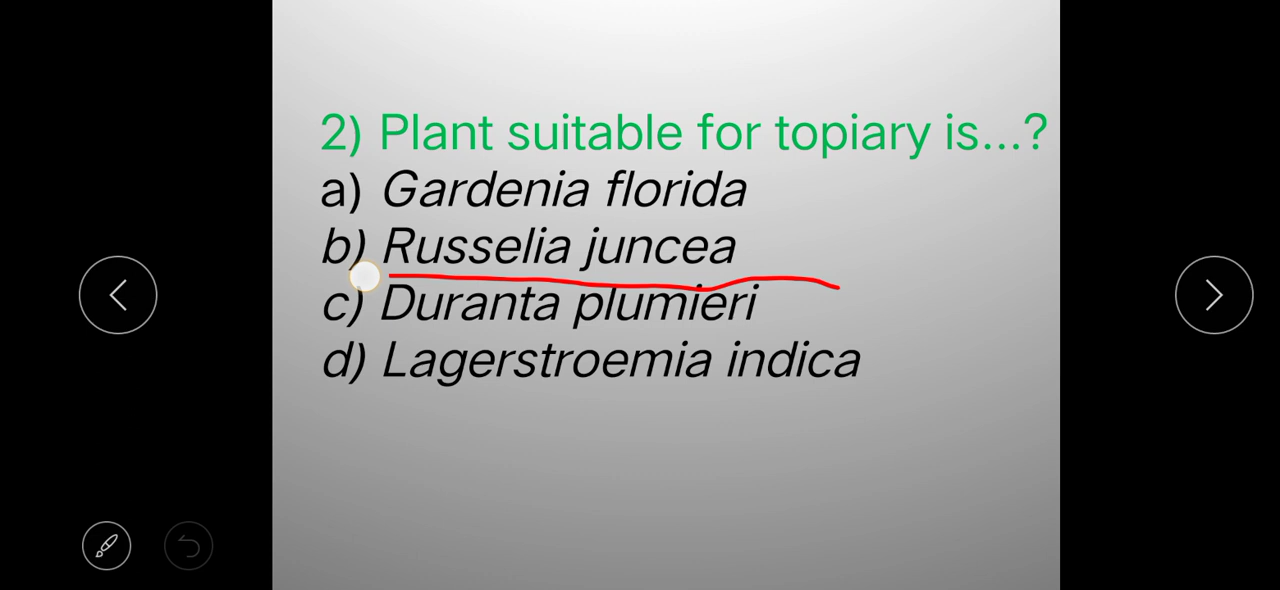 2) Plant suitable for topiary is...?
a) Gardenia florida
b) Russelia juncea
c) Duranta plumieri
d) Lagerstroemia indica